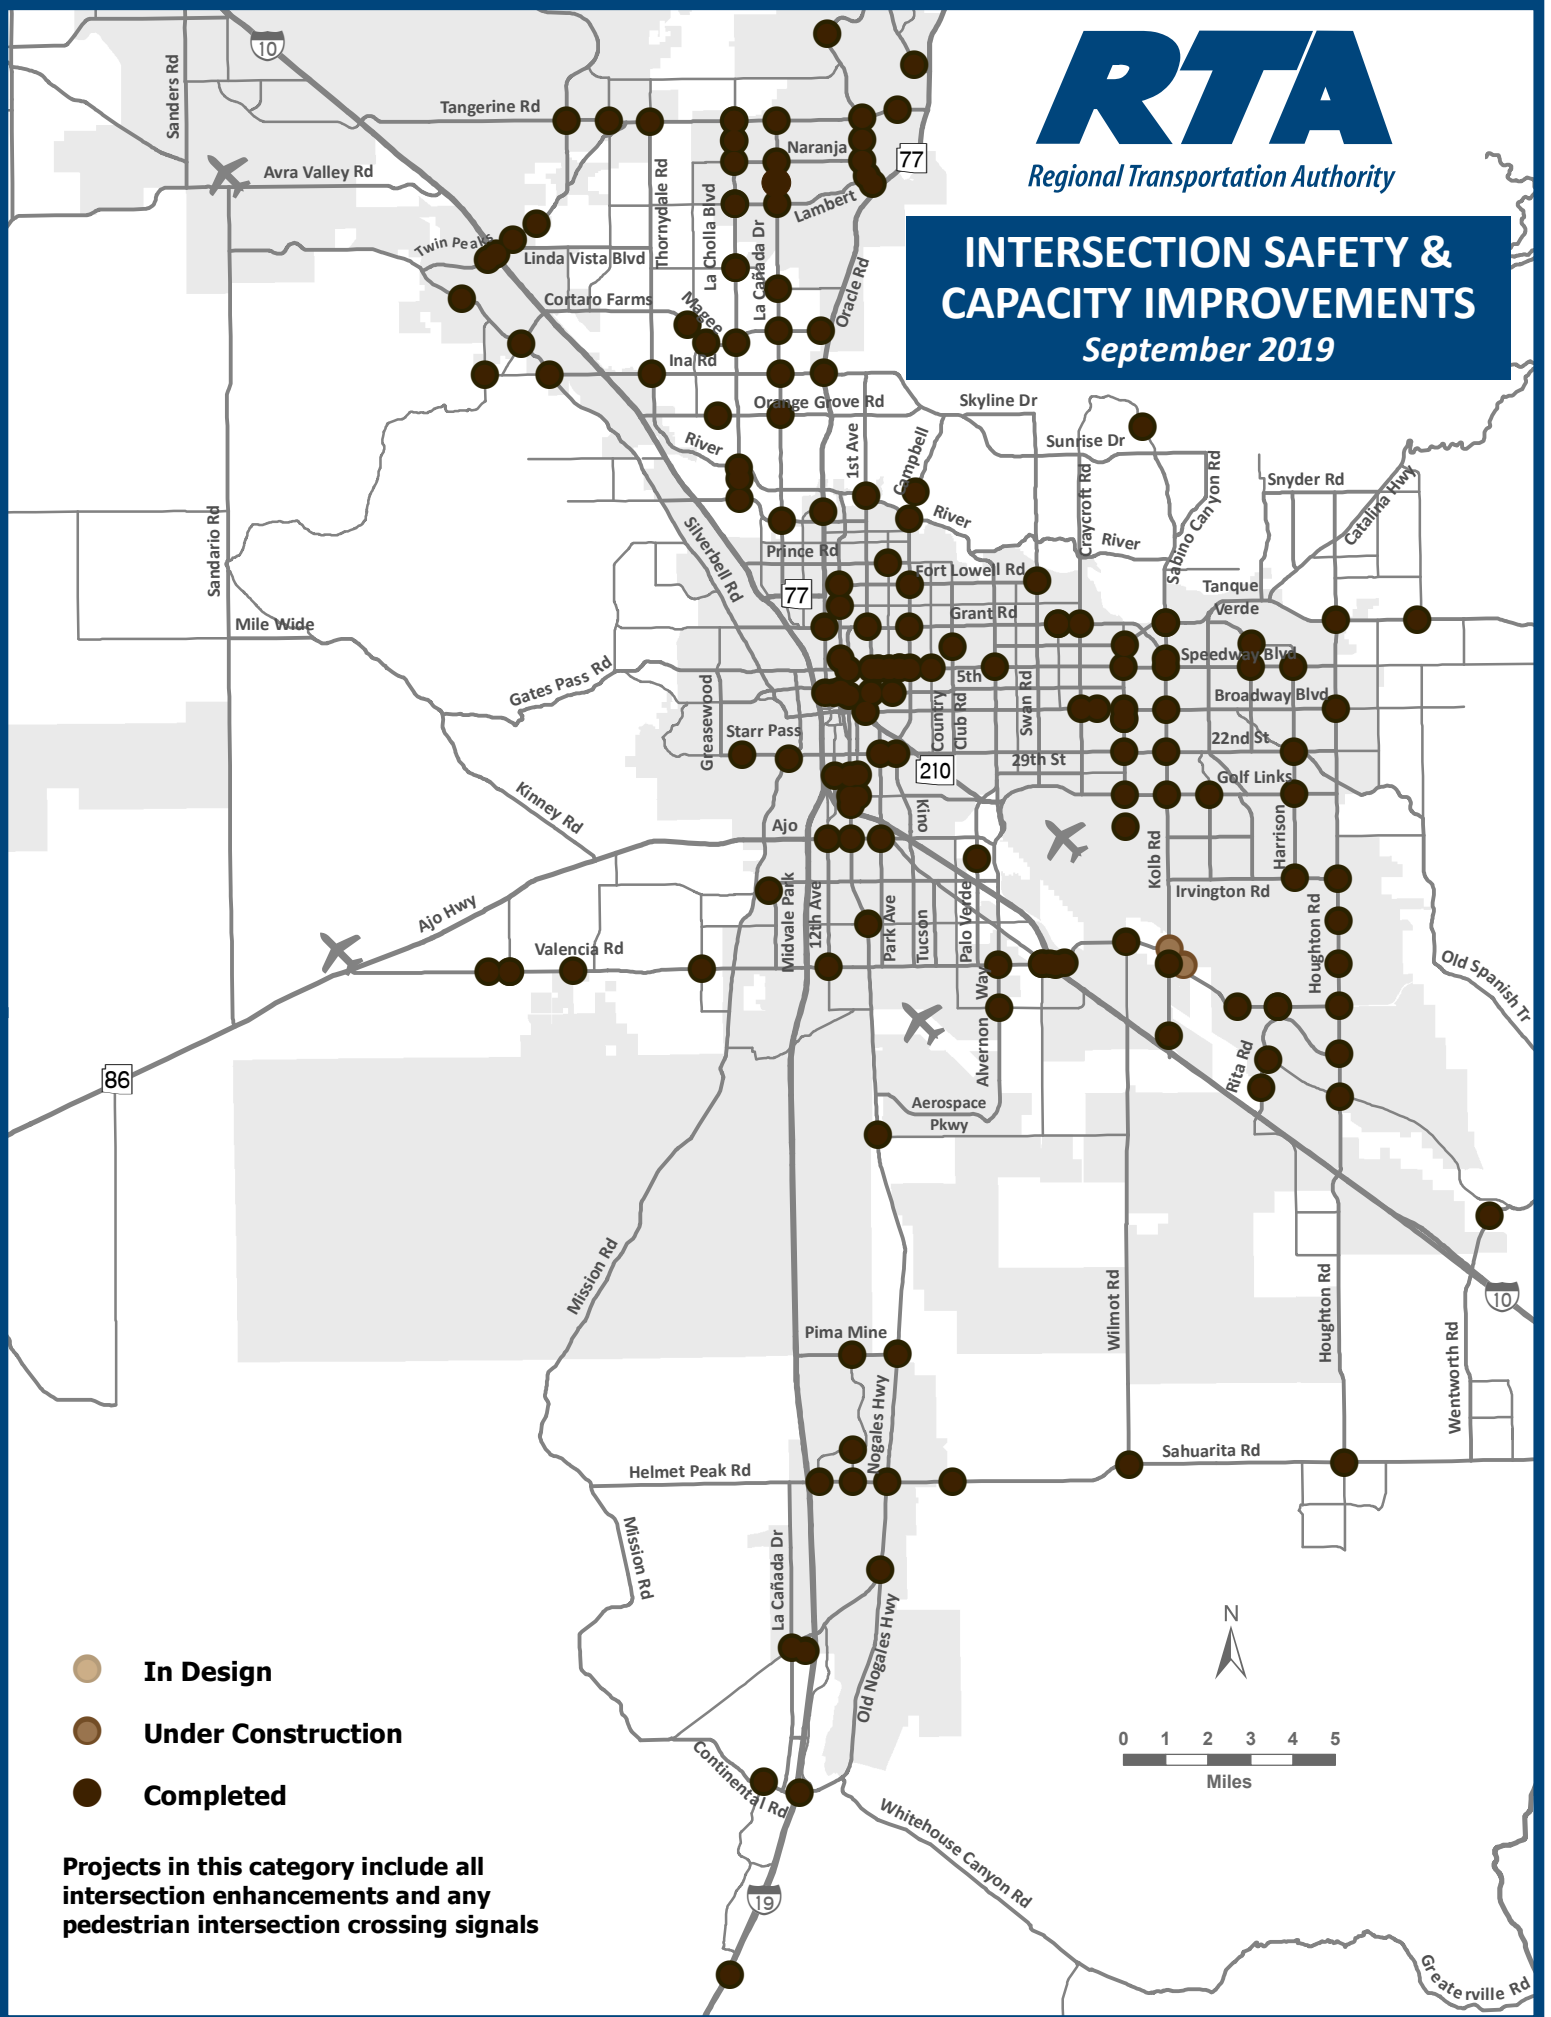 10
Sanders Rd
Tangerine Rd
Naranja
77
Avra Valley Rd
Thornydale Rd
La Cholla Blvd
La Cañada Dr
Lambert
Twin Peaks
Linda Vista Blvd
Oracle Rd
Cortaro Farms
Magee
Ina Rd
RTA
Regional Transportation Authority
INTERSECTION SAFETY &
CAPACITY IMPROVEMENTS
September 2019
Orange Grove Rd
Skyline Dr
River
1st Ave
Campbell
Sunrise Dr
Craycroft Rd
Sabino Canyon Rd
Snyder Rd
Catalina Hwy
Sandario Rd
Silverbell Rd
River
River
Prince Rd
Fort Lowell Rd
77
Tanque
Verde
Grant Rd
Mile Wide
Speedway Blvd
Gates Pass Rd
5th
Greasewood
Country
Club Rd
Swan Rd
Broadway Blvd
Starr Pass
22nd St
29th St
210
Golf Links
Kinney Rd
Kino
Ajo
Kolb Rd
Harrison
Irvington Rd
Ajo Hwy
Midvale Park
12th Ave
Park Ave
Tucson
Palo Verde
Houghton Rd
Valencia Rd
Old Spanish Tr
Alvernon Way
Rita Rd
86
Aerospace
Pkwy
Mission Rd
Wilmot Rd
Houghton Rd
10
Wentworth Rd
Pima Mine
Nogales Hwy
Sahuarita Rd
Helmet Peak Rd
Mission Rd
La Cañada Dr
Old Nogales Hwy
N
In Design
Under Construction
Completed
0 1 2 3 4 5
Miles
Continental Rd
Whitehouse Canyon Rd
Projects in this category include all
intersection enhancements and any
pedestrian intersection crossing signals
19
Greaterville Rd